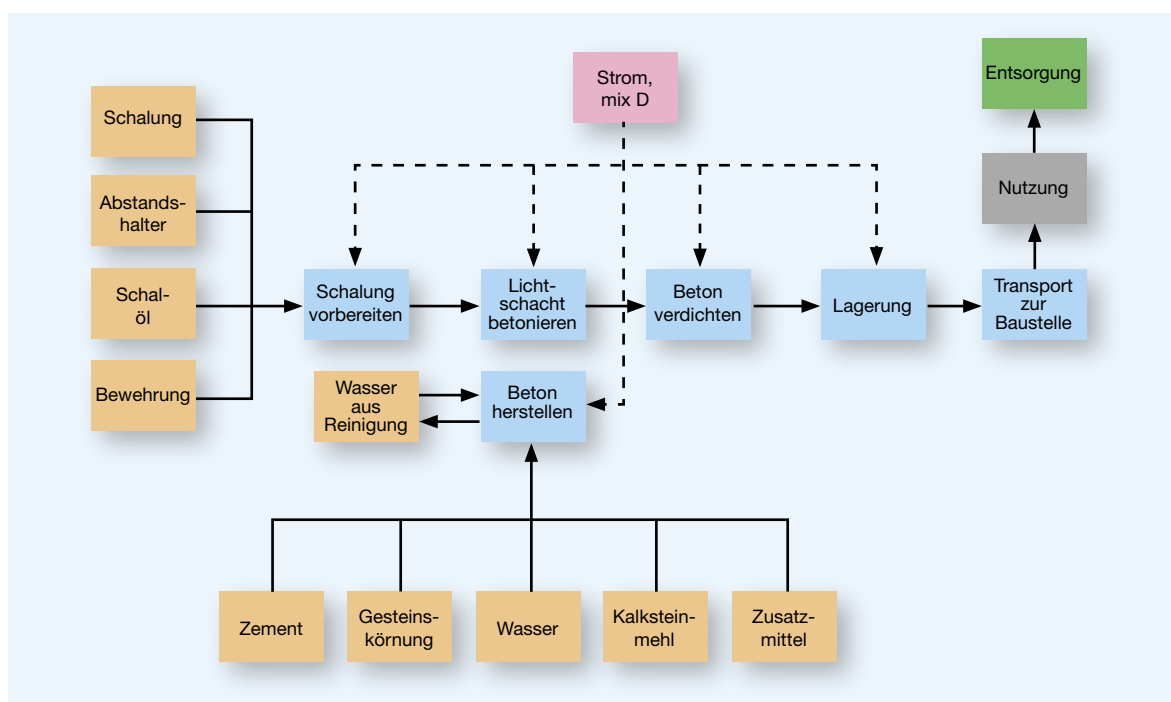 Strom,
mix D
Entsorgung
Schalung
Abstands-
halter
Nutzung
Schal-
öl
Schalung
vorbereiten
Licht-
schacht
betonieren
Beton
verdichten
Lagerung
Transport
zur
Baustelle
Bewehrung
Wasser
aus
Reinigung
Beton
herstellen
Zement
Gesteins-
körnung
Wasser
Kalkstein-
mehl
Zusatz-
mittel